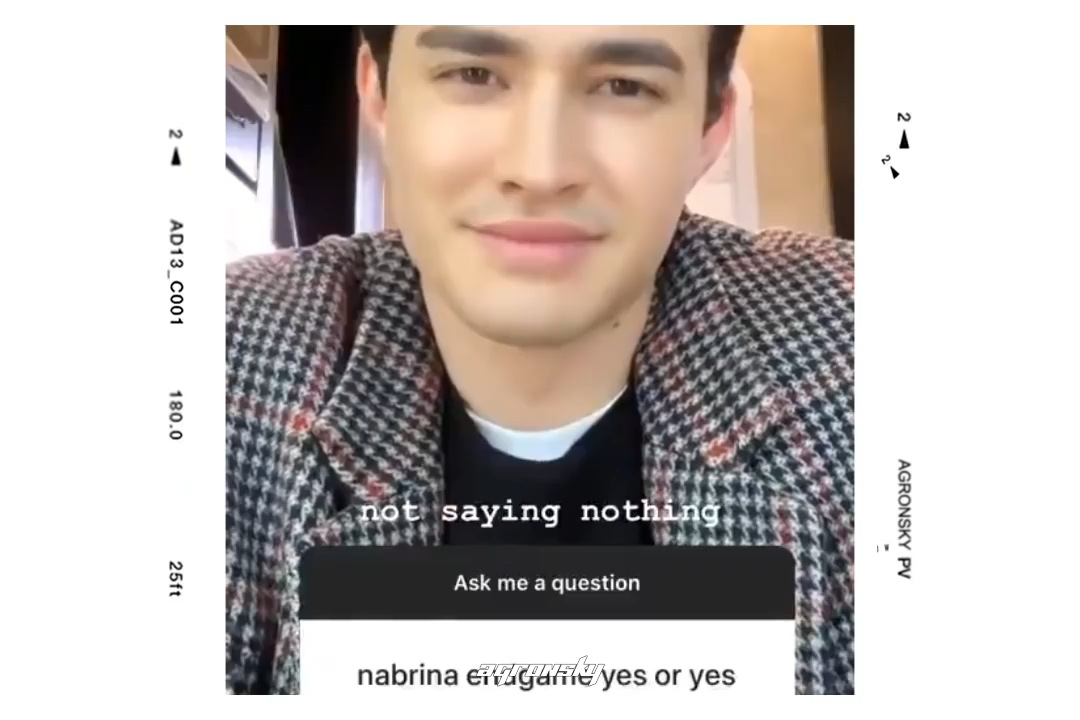 2
AD13_C001
180.0
25ft
not saying nothing
Ask me a question
nabrina endgame yes or yes
agronsky
2
2
AGRONSKY PV